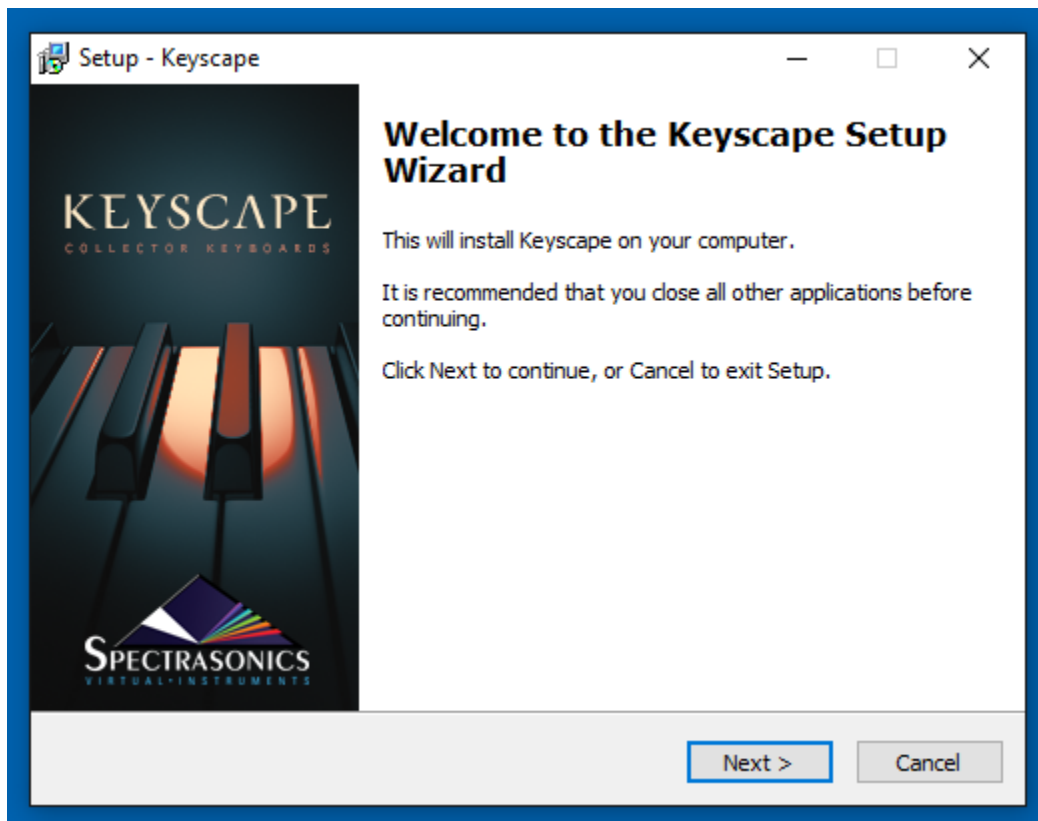 Setup - Keyscape
KEYSCAPE
COLLECTOR KEYBOARDS
SPECTRASONICS
VIRTUAL•INSTRUMENTS
Welcome to the Keyscape Setup
Wizard
This will install Keyscape on your computer.
It is recommended that you close all other applications before
continuing.
Click Next to continue, or Cancel to exit Setup.
Next >
Cancel